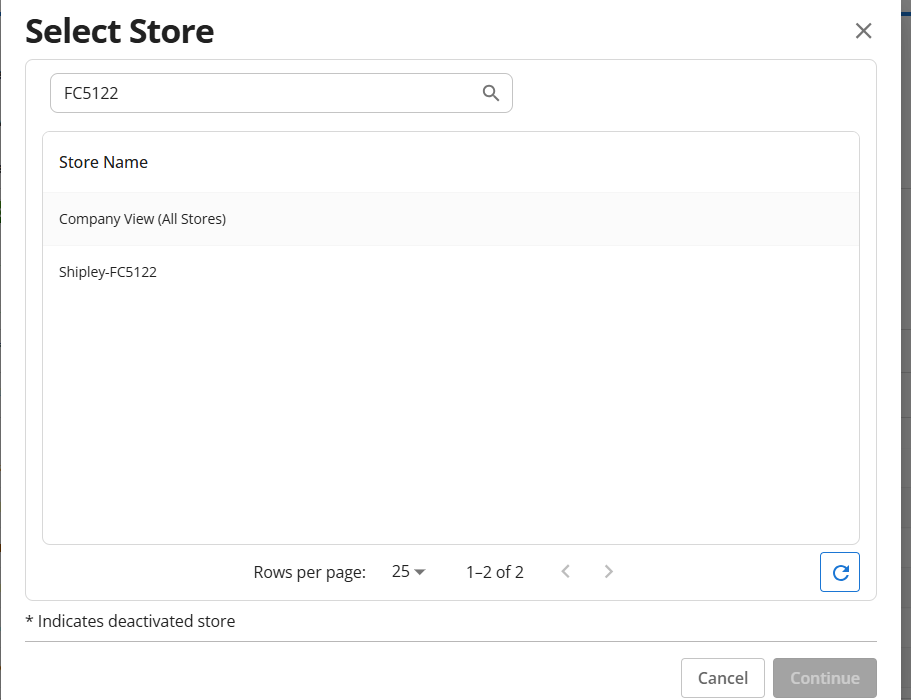 Select Store
FC5122
Store Name
Company View (All Stores)
Shipley-FC5122
Rows per page: 25 1–2 of 2
* Indicates deactivated store
Cancel Continue